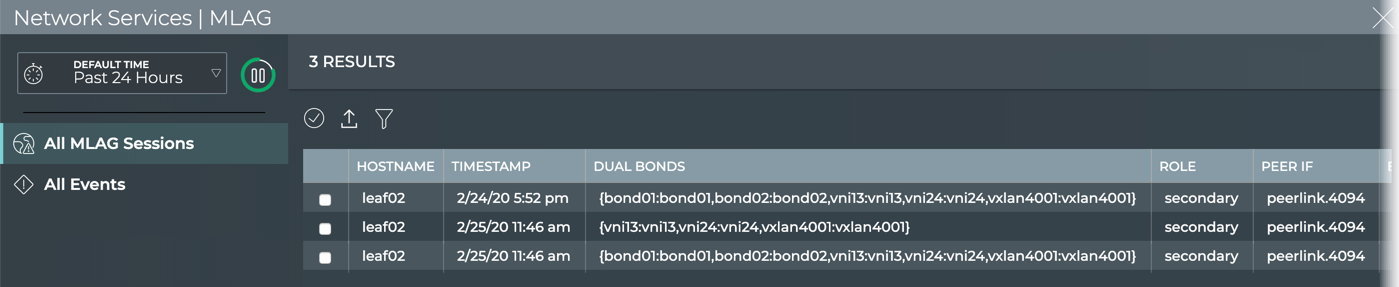 Network Services | MLAG
DEFAULT TIME
Past 24 Hours
All MLAG Sessions
All Events
3 RESULTS
HOSTNAME TIMESTAMP DUAL BONDS ROLE PEER IF
leaf02 2/24/20 5:52 pm {bond01:bond01,bond02:bond02,vni13:vni13,vni24:vni24,vxlan4001:vxlan4001} secondary peerlink.4094
leaf02 2/25/20 11:46 am {vni13:vni13,vni24:vni24,vxlan4001:vxlan4001} secondary peerlink.4094
leaf02 2/25/20 11:46 am {bond01:bond01,bond02:bond02,vni13:vni13,vni24:vni24,vxlan4001:vxlan4001} secondary peerlink.4094